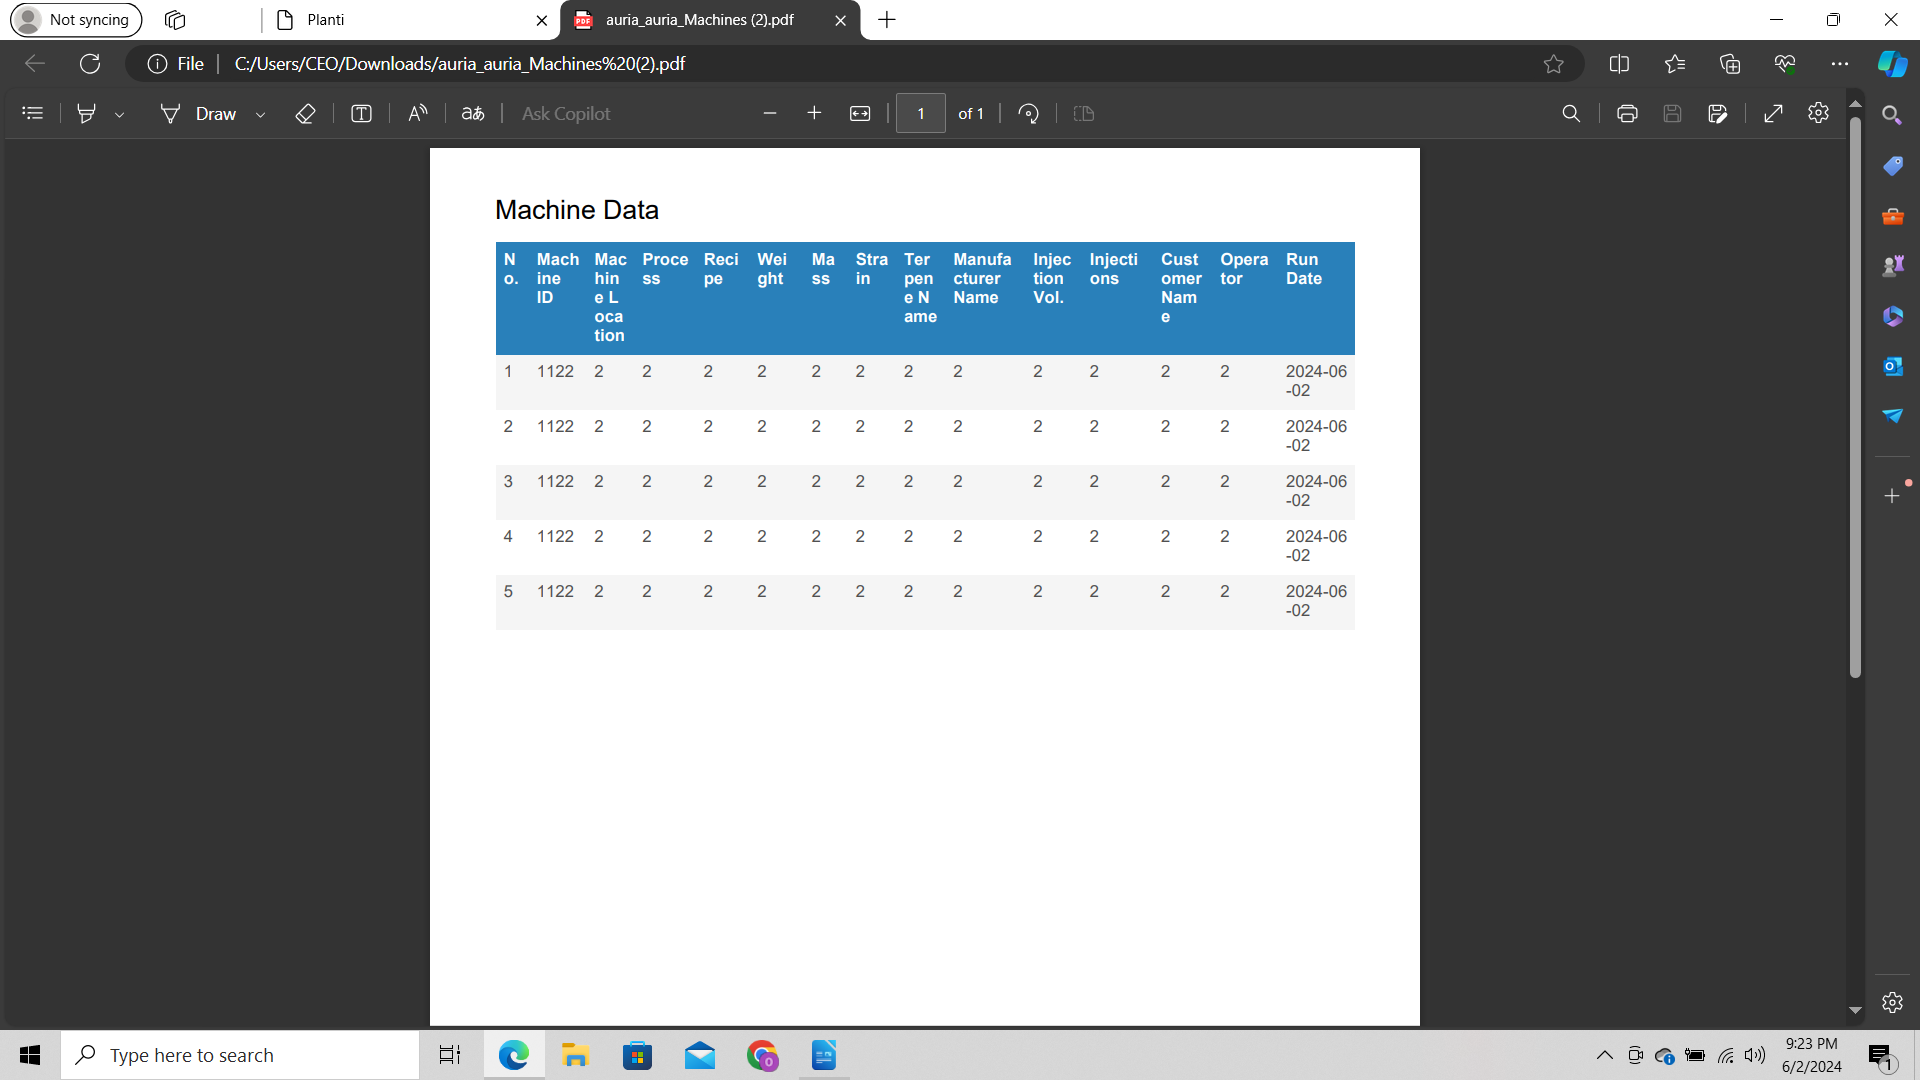 Not syncing
Planti
auria_auria_Machines (2).pdf
File
C:/Users/CEO/Downloads/auria_auria_Machines%20(2).pdf
Draw
Ask Copilot
1
of 1
Machine Data
N Mach Mac Proce Reci Wei Ma Stra Ter Manufa Injec Injecti Cust Opera Run
o. ine hin ss pe ght ss in pen cturer tion ons omer tor Date
ID e L e N Name Vol. Nam
oca ame e
tion
1 1122 2 2 2 2 2 2 2 2 2 2 2 2 2024-06
-02
2 1122 2 2 2 2 2 2 2 2 2 2 2 2 2024-06
-02
3 1122 2 2 2 2 2 2 2 2 2 2 2 2 2024-06
-02
4 1122 2 2 2 2 2 2 2 2 2 2 2 2 2024-06
-02
5 1122 2 2 2 2 2 2 2 2 2 2 2 2 2024-06
-02
Type here to search
9:23 PM
6/2/2024
1